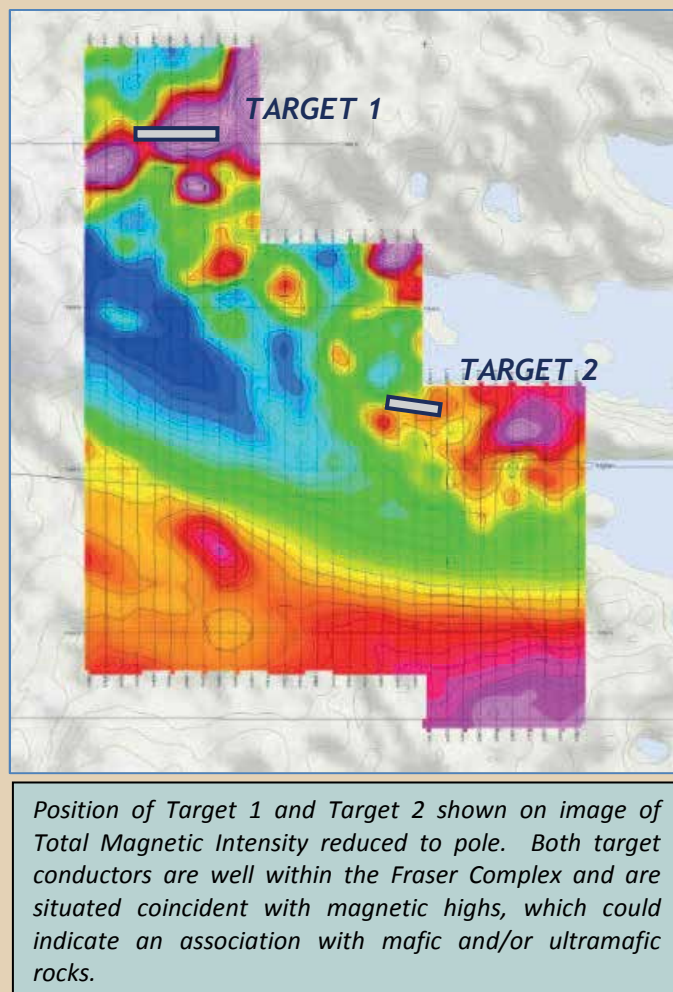 TARGET 1
TARGET 2
Position of Target 1 and Target 2 shown on image of
Total Magnetic Intensity reduced to pole. Both target
conductors are well within the Fraser Complex and are
situated coincident with magnetic highs, which could
indicate an association with mafic and/or ultramafic
rocks.